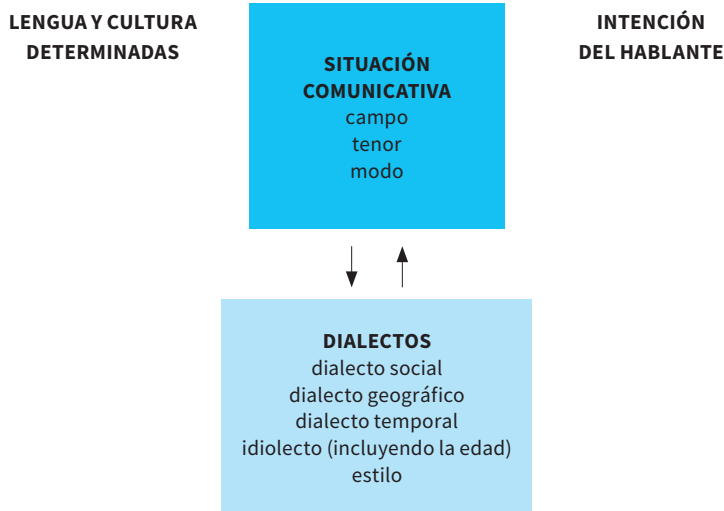 LENGUA Y CULTURA
DETERMINADAS
INTENCIÓN
DEL HABLANTE
SITUACIÓN
COMUNICATIVA
campo
tenor
modo
DIALECTOS
dialecto social
dialecto geográfico
dialecto temporal
idiolecto (incluyendo la edad)
estilo